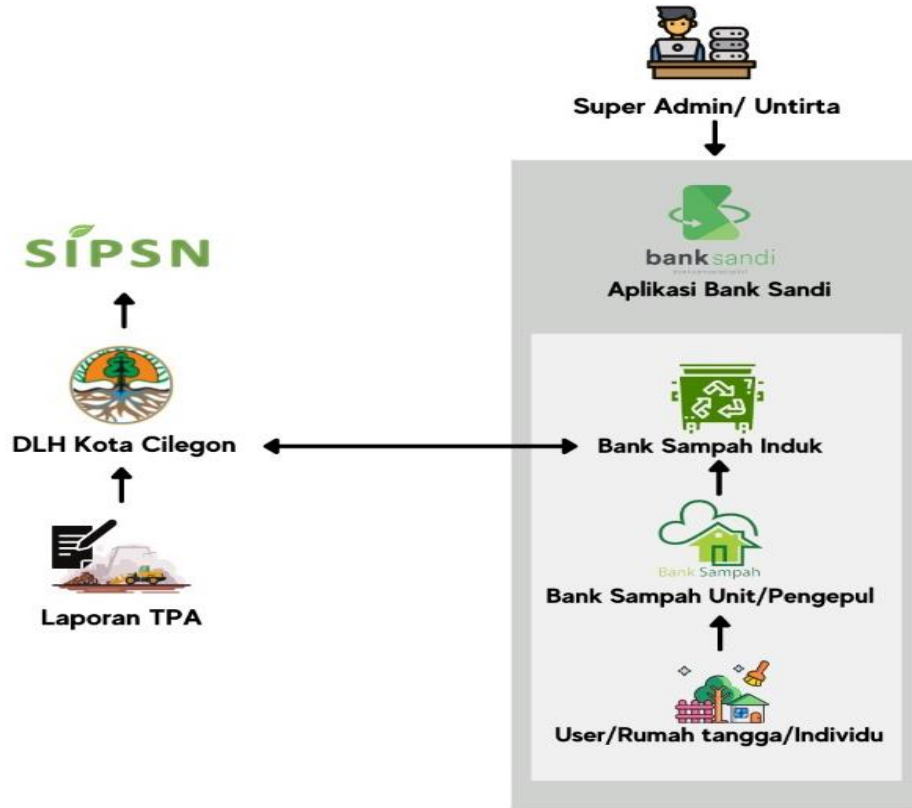 Super Admin/ Untirta
banksandi
Aplikasi Bank Sandi
SIPSN
DLH Kota Cilegon
Bank Sampah Induk
Bank Sampah
Bank Sampah Unit/Pengepul
Laporan TPA
User/Rumah tangga/Individu